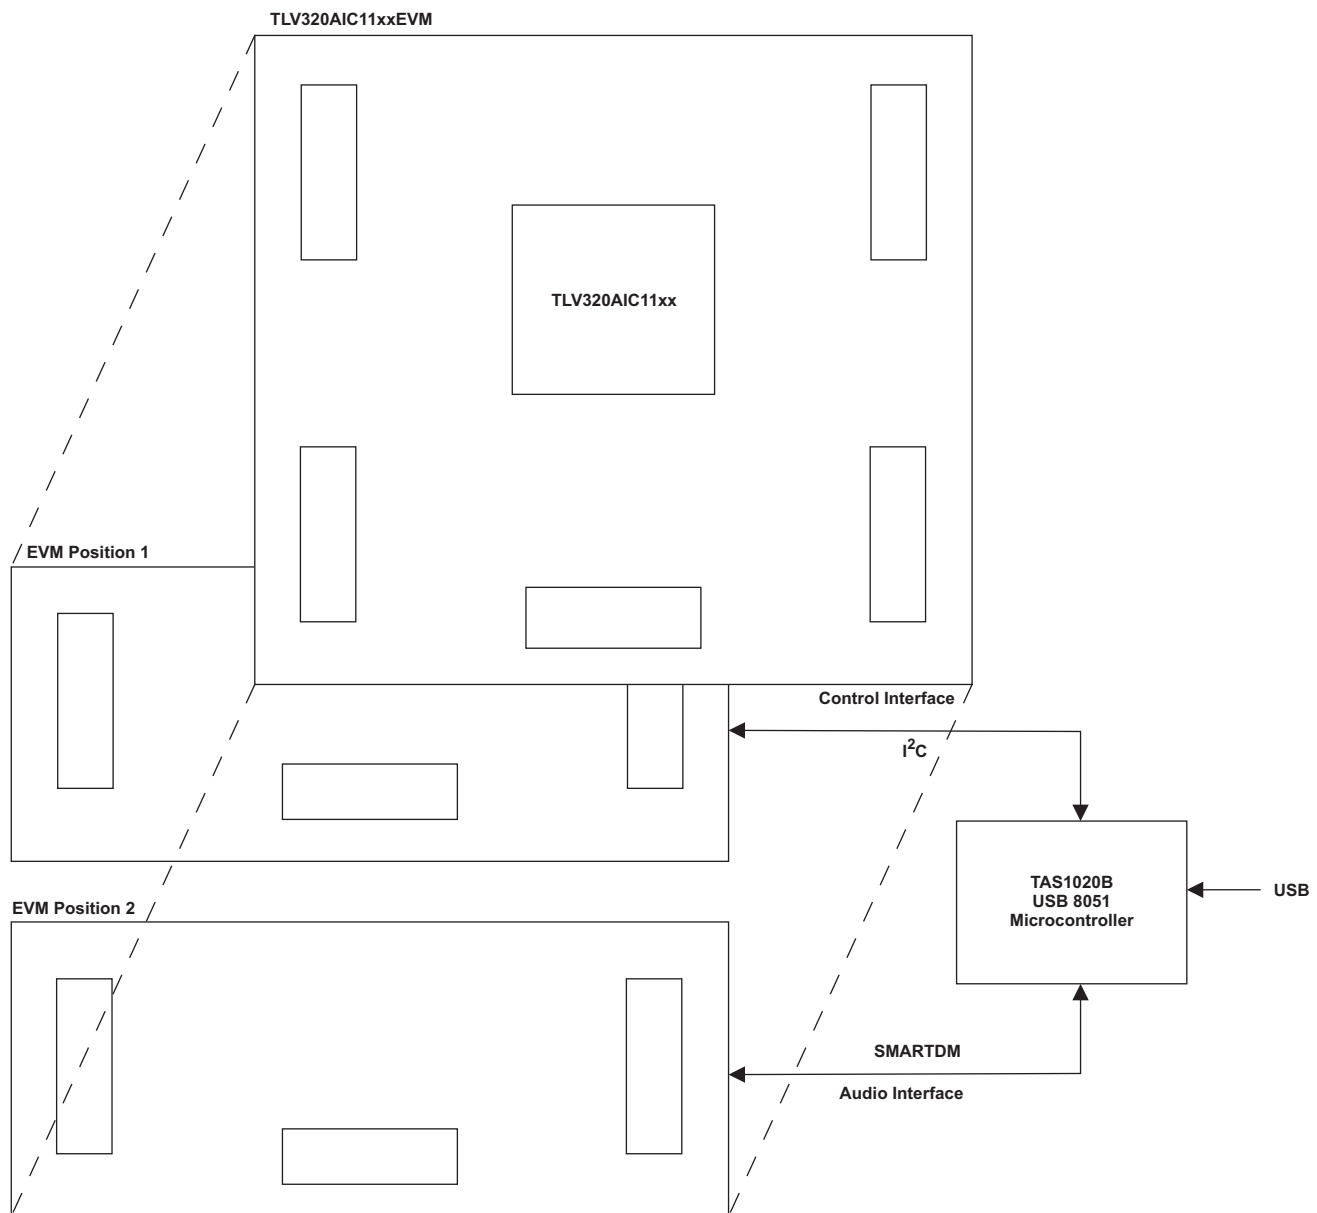 TLV320AIC11xxEVM
TLV320AIC11xx
EVM Position 1
Control Interface
I²C
TAS1020B
USB 8051
Microcontroller
USB
EVM Position 2
SMARTDM
Audio Interface